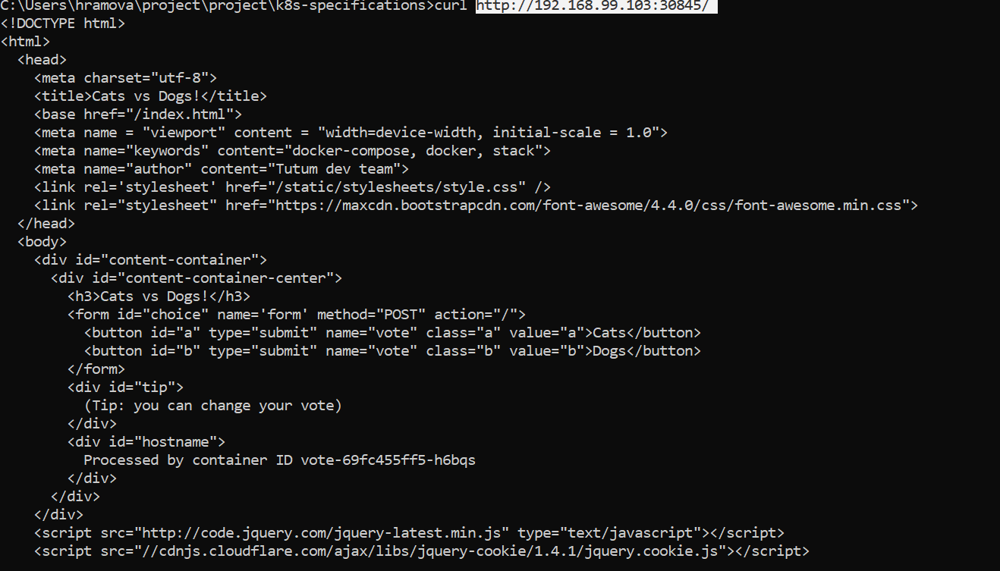 C:\Users\hramova\project\project\k8s-specifications>curl http://192.168.99.103:30845/
<!DOCTYPE html>
<html>
  <head>
    <meta charset="utf-8">
    <title>Cats vs Dogs!</title>
    <base href="/index.html">
    <meta name = "viewport" content = "width=device-width, initial-scale = 1.0">
    <meta name="keywords" content="docker-compose, docker, stack">
    <meta name="author" content="Tutum dev team">
    <link rel='stylesheet' href="/static/stylesheets/style.css" />
    <link rel="stylesheet" href="https://maxcdn.bootstrapcdn.com/font-awesome/4.4.0/css/font-awesome.min.css">
  </head>
  <body>
    <div id="content-container">
      <div id="content-container-center">
        <h3>Cats vs Dogs!</h3>
        <form id="choice" name='form' method="POST" action="/">
          <button id="a" type="submit" name="vote" class="a" value="a">Cats</button>
          <button id="b" type="submit" name="vote" class="b" value="b">Dogs</button>
        </form>
        <div id="tip">
          (Tip: you can change your vote)
        </div>
        <div id="hostname">
          Processed by container ID vote-69fc455ff5-h6bqs
        </div>
      </div>
    </div>
    <script src="http://code.jquery.com/jquery-latest.min.js" type="text/javascript"></script>
    <script src="//cdnjs.cloudflare.com/ajax/libs/jquery-cookie/1.4.1/jquery.cookie.js"></script>